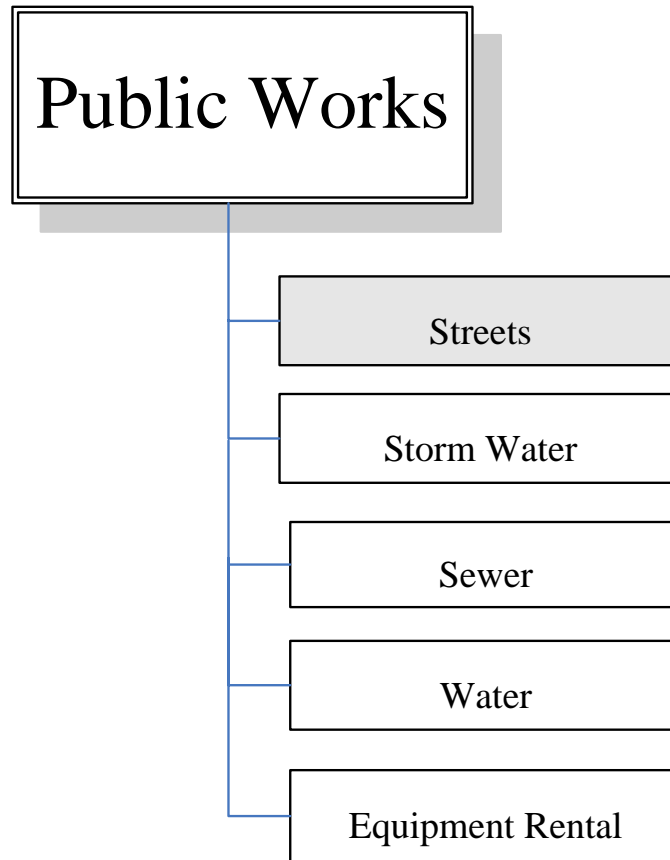 Public Works
Streets
Storm Water
Sewer
Water
Equipment Rental